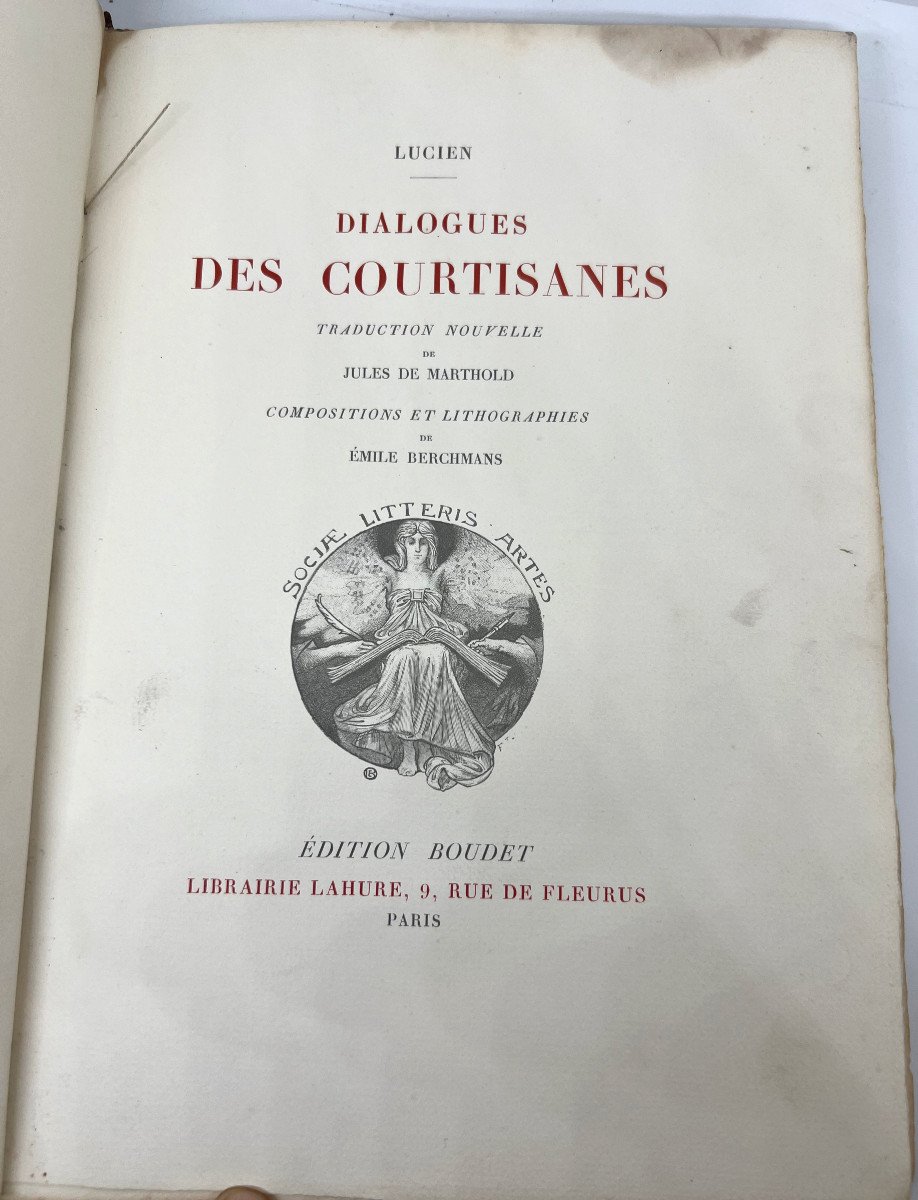 LUCIEN
DIALOGUES
DES COURTISANES
TRADUCTION NOUVELLE
DE
JULES DE MARTHOLD
COMPOSITIONS ET LITHOGRAPHIES
DE
ÉMILE BERCHMANS
SOCIÆ LITTERIS ARTES
ÉDITION BOUDET
LIBRAIRIE LAHURE, 9, RUE DE FLEURUS
PARIS